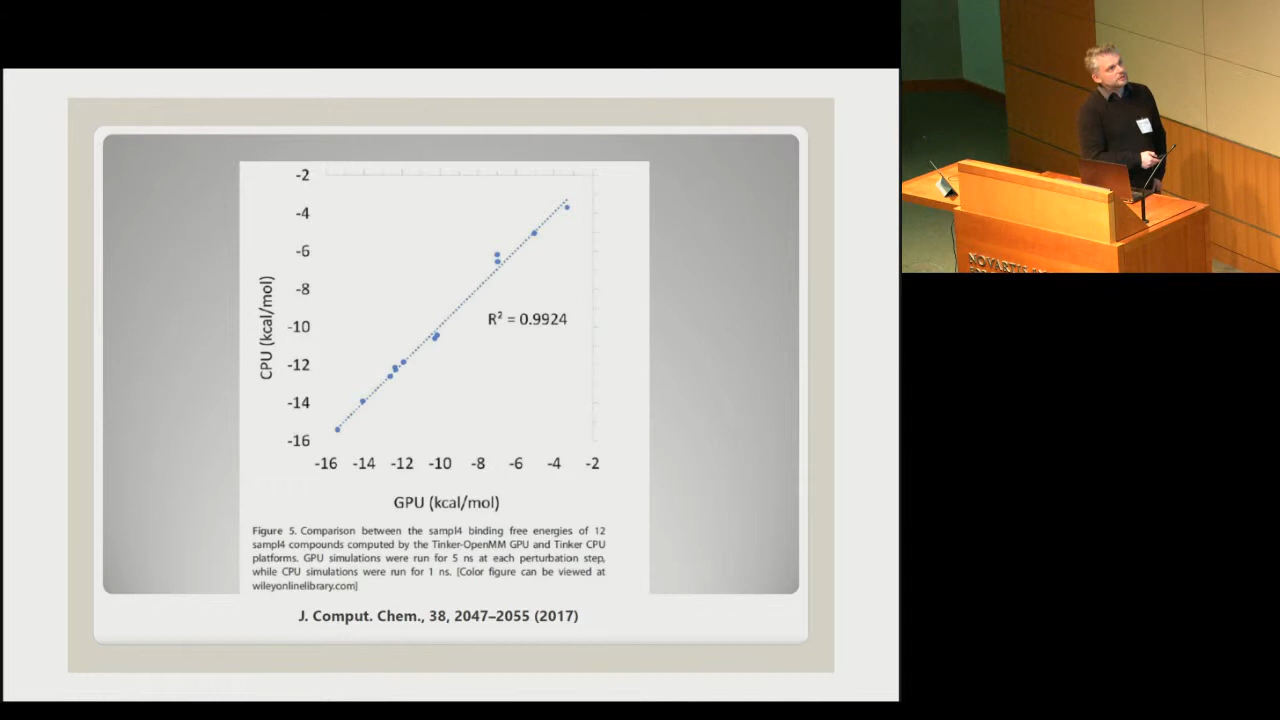 -2
-4
-6
-8
-10
-12
-14
-16
CPU (kcal/mol)
R² = 0.9924
-16 -14 -12 -10 -8 -6 -4 -2
GPU (kcal/mol)
Figure 5. Comparison between the sampl4 binding free energies of 12
sampl4 compounds computed by the Tinker-OpenMM GPU and Tinker CPU
platforms. GPU simulations were run for 5 ns at each perturbation step,
while CPU simulations were run for 1 ns. [Color figure can be viewed at
wileyonlinelibrary.com]
J. Comput. Chem., 38, 2047–2055 (2017)
NOVARTIS